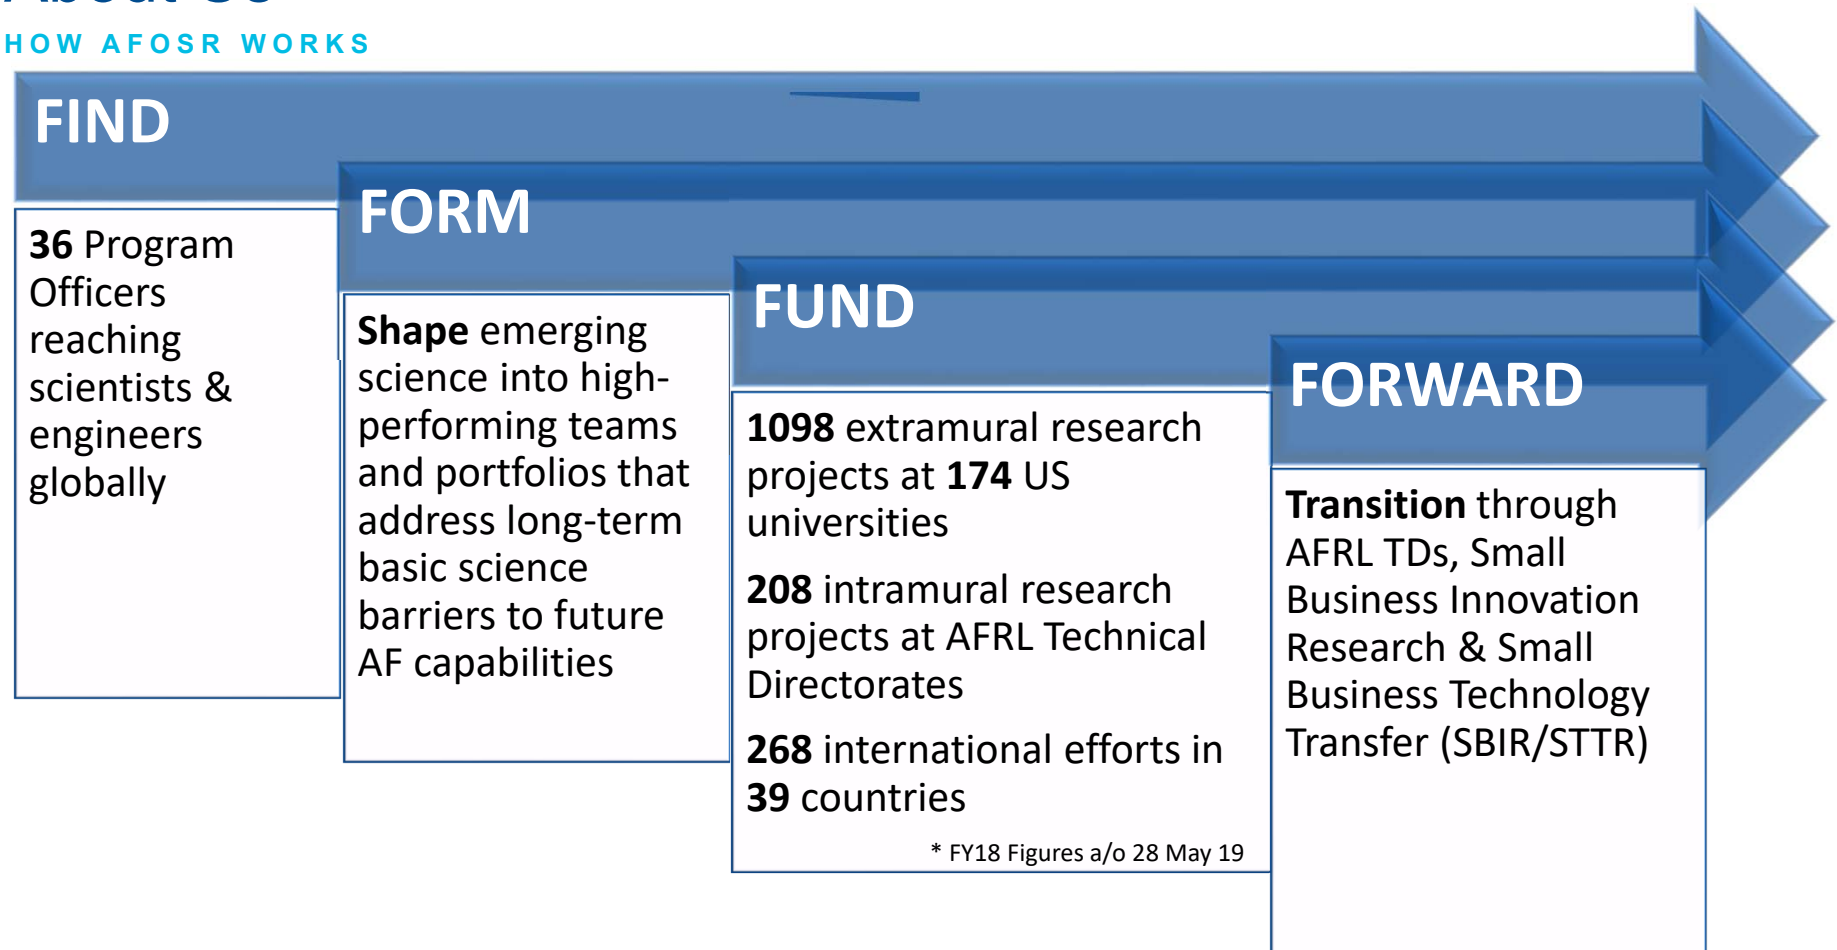 HOW AFOSR WORKS
FIND
36 Program
Officers
reaching
scientists &
engineers
globally
FORM
Shape emerging
science into high-
performing teams
and portfolios that
address long-term
basic science
barriers to future
AF capabilities
FUND
1098 extramural research
projects at 174 US
universities
208 intramural research
projects at AFRL Technical
Directorates
268 international efforts in
39 countries
* FY18 Figures a/o 28 May 19
FORWARD
Transition through
AFRL TDs, Small
Business Innovation
Research & Small
Business Technology
Transfer (SBIR/STTR)